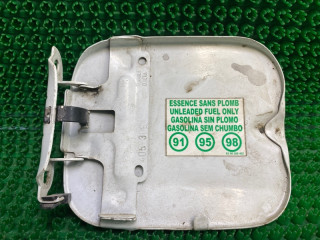 ESSENCE SANS PLOMB
UNLEADED FUEL ONLY
GASOLINA SIN PLOMO
GASOLINA SEM CHUMBO
91 95 98